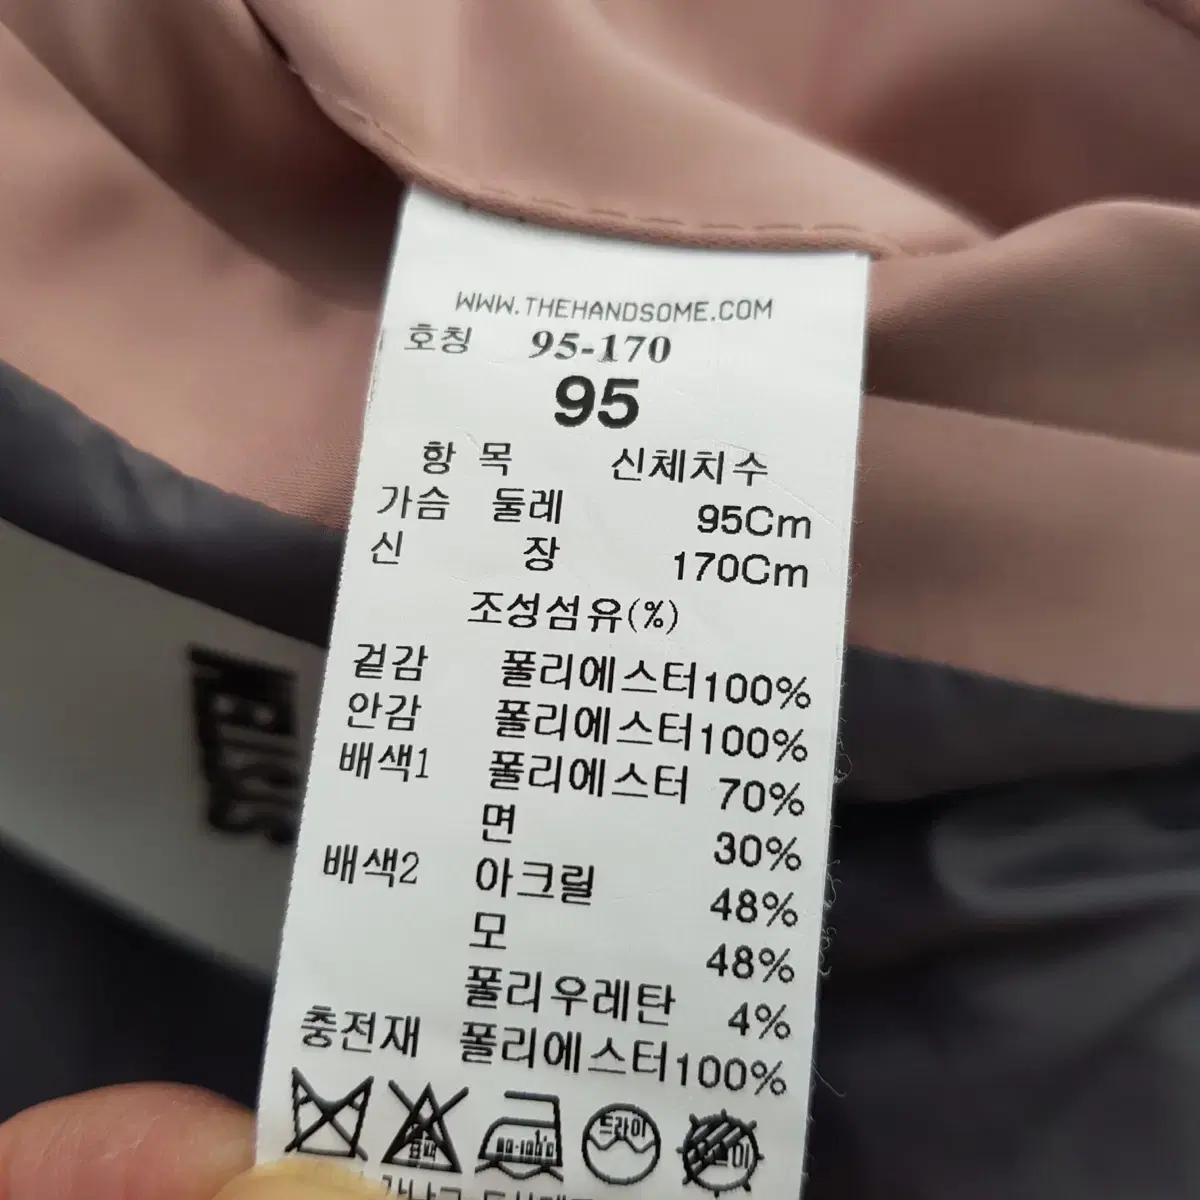 WWW.THEHANDSOME.COM
호칭 95-170
95
항 목 신체치수
가슴 둘레 95Cm
신 장 170Cm
조성섬유(%)
겉감 폴리에스터100%
안감 폴리에스터100%
배색1 폴리에스터 70%
면 30%
배색2 아크릴 48%
모 48%
폴리우레탄 4%
충전재 폴리에스터100%
표백 드라이